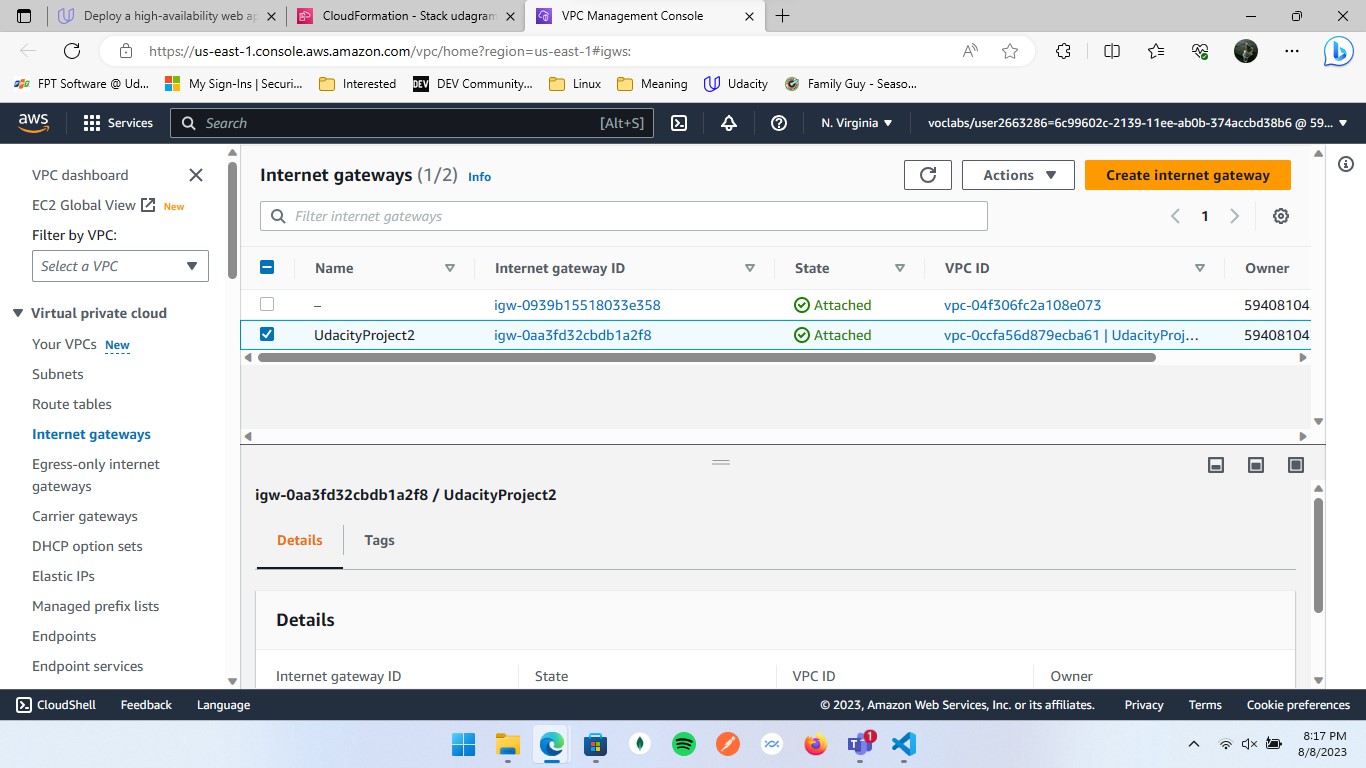 Deploy a high-availability web ap
CloudFormation - Stack udagram
VPC Management Console
https://us-east-1.console.aws.amazon.com/vpc/home?region=us-east-1#igws:
FPT Software @ Ud...
My Sign-Ins | Securi...
Interested
DEV Community...
Linux
Meaning
Udacity
Family Guy - Seaso...
aws
Services
Search
[Alt+S]
N. Virginia
voclabs/user2663286=6c99602c-2139-11ee-ab0b-374accbd38b6 @ 59...
VPC dashboard
EC2 Global View New
Filter by VPC:
Select a VPC
Virtual private cloud
Your VPCs New
Subnets
Route tables
Internet gateways
Egress-only internet
gateways
Carrier gateways
DHCP option sets
Elastic IPs
Managed prefix lists
Endpoints
Endpoint services
Internet gateways (1/2) Info
Actions
Create internet gateway
Filter internet gateways
1
Name Internet gateway ID State VPC ID Owner
– igw-0939b15518033e358 Attached vpc-04f306fc2a108e073 59408104
UdacityProject2 igw-0aa3fd32cbdb1a2f8 Attached vpc-0ccfa56d879ecba61 | UdacityProj... 59408104
igw-0aa3fd32cbdb1a2f8 / UdacityProject2
Details Tags
Details
Internet gateway ID State VPC ID Owner
CloudShell Feedback Language © 2023, Amazon Web Services, Inc. or its affiliates. Privacy Terms Cookie preferences
1
8:17 PM
8/8/2023